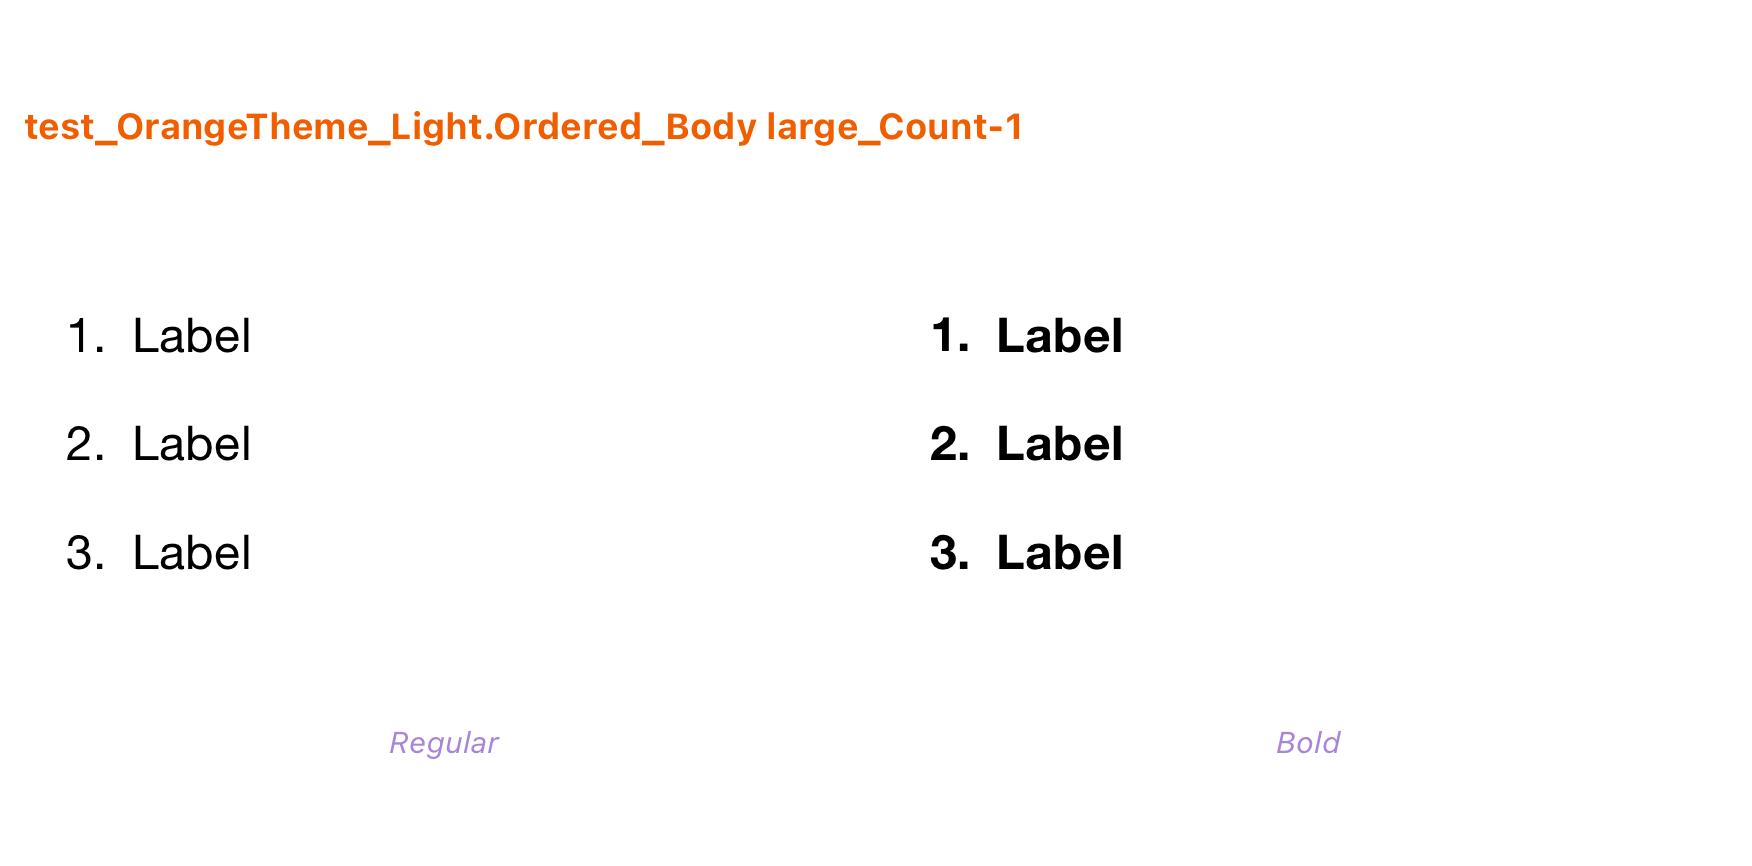 test_OrangeTheme_Light.Ordered_Body large_Count-1
1. Label
2. Label
3. Label
Regular
1. Label
2. Label
3. Label
Bold